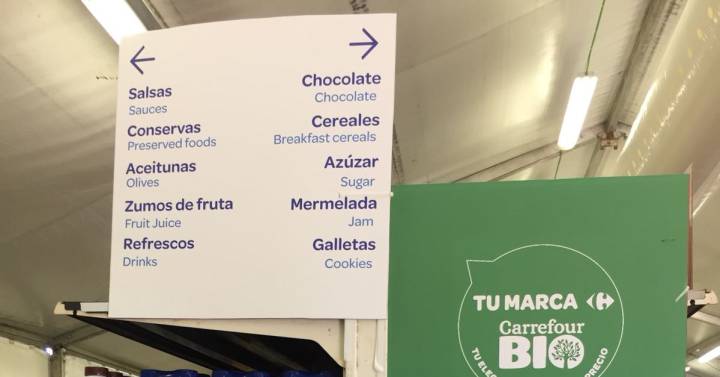 Salsas
Sauces
Conservas
Preserved foods
Aceitunas
Olives
Zumos de fruta
Fruit Juice
Refrescos
Drinks
Chocolate
Chocolate
Cereales
Breakfast cereals
Azúzar
Sugar
Mermelada
Jam
Galletas
Cookies
TU MARCA
Carrefour
BIO
PRECIO